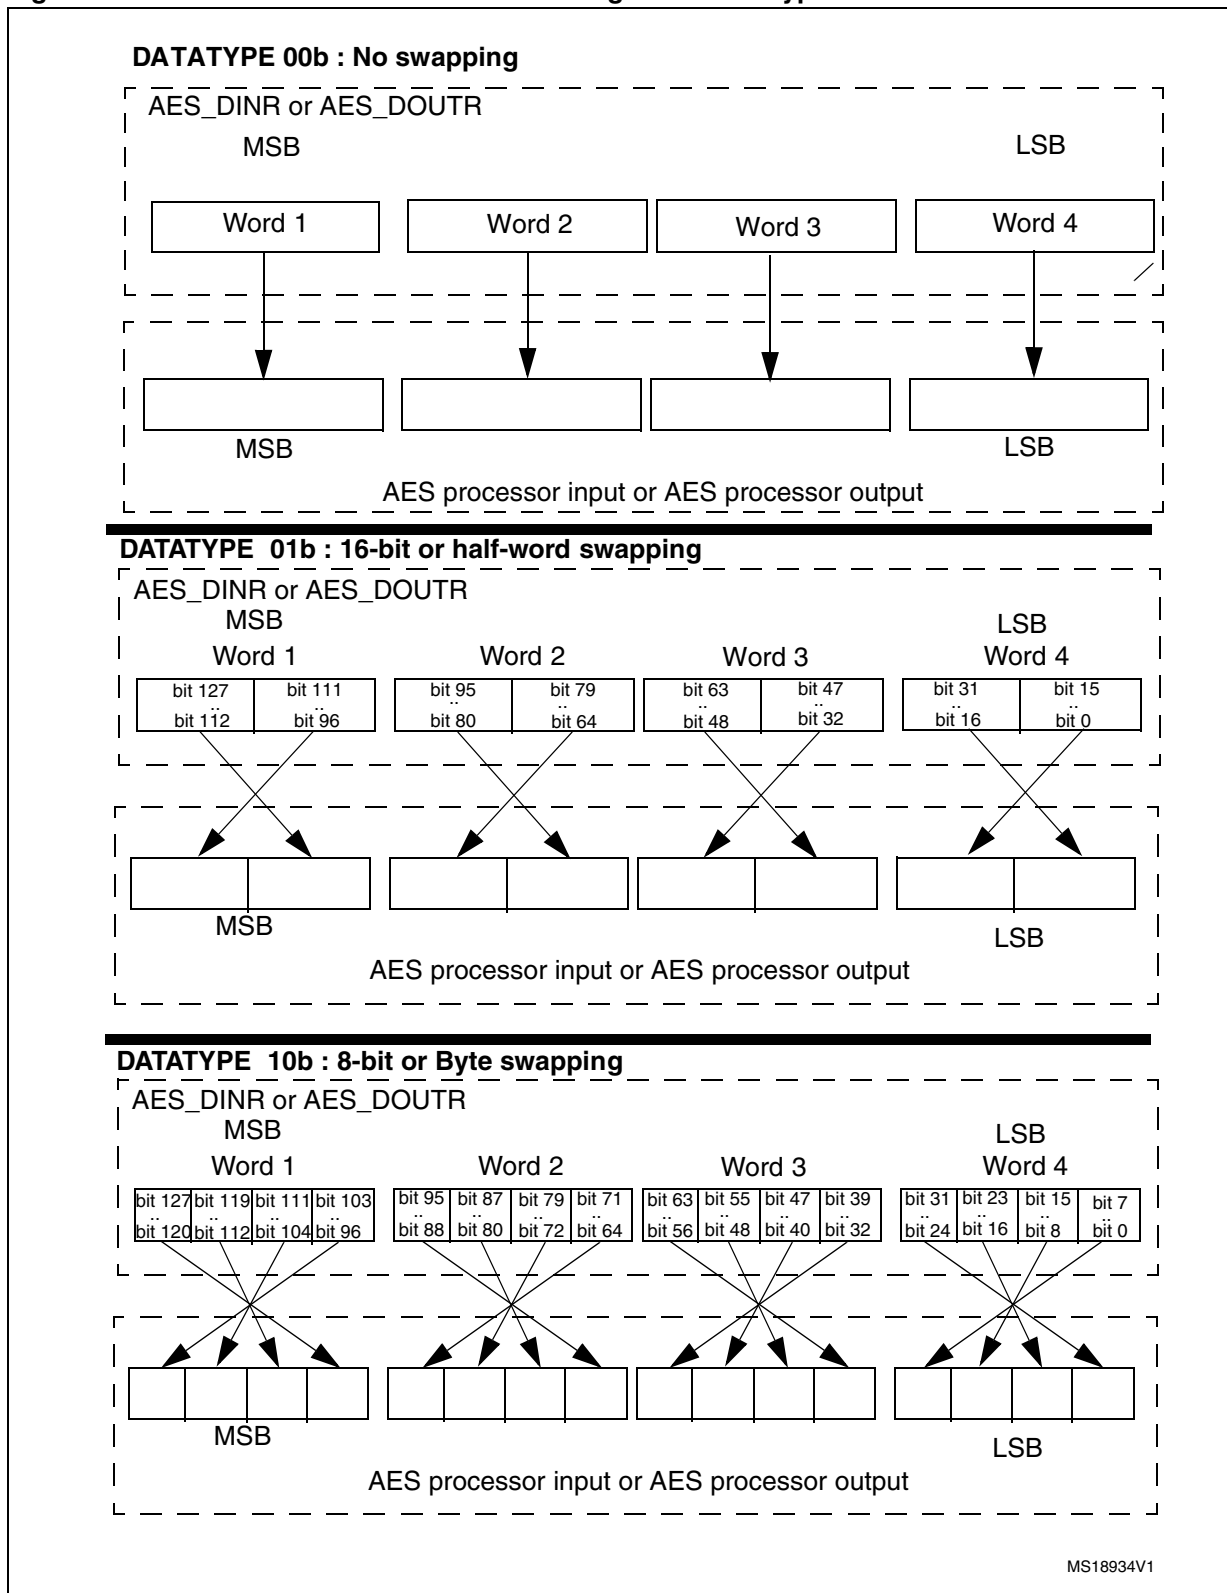 DATATYPE 00b : No swapping
AES_DINR or AES_DOUTR
MSB LSB
Word 1 Word 2 Word 3 Word 4
MSB LSB
AES processor input or AES processor output
DATATYPE 01b : 16-bit or half-word swapping
AES_DINR or AES_DOUTR
MSB LSB
Word 1 Word 2 Word 3 Word 4
bit 127 bit 111 bit 95 bit 79 bit 63 bit 47 bit 31 bit 15
.. .. .. .. .. .. .. ..
bit 112 bit 96 bit 80 bit 64 bit 48 bit 32 bit 16 bit 0
MSB LSB
AES processor input or AES processor output
DATATYPE 10b : 8-bit or Byte swapping
AES_DINR or AES_DOUTR
MSB LSB
Word 1 Word 2 Word 3 Word 4
bit 127 bit 119 bit 111 bit 103 bit 95 bit 87 bit 79 bit 71 bit 63 bit 55 bit 47 bit 39 bit 31 bit 23 bit 15 bit 7
.. .. .. .. .. .. .. .. .. .. .. .. .. .. .. ..
bit 120 bit 112 bit 104 bit 96 bit 88 bit 80 bit 72 bit 64 bit 56 bit 48 bit 40 bit 32 bit 24 bit 16 bit 8 bit 0
MSB LSB
AES processor input or AES processor output
MS18934V1